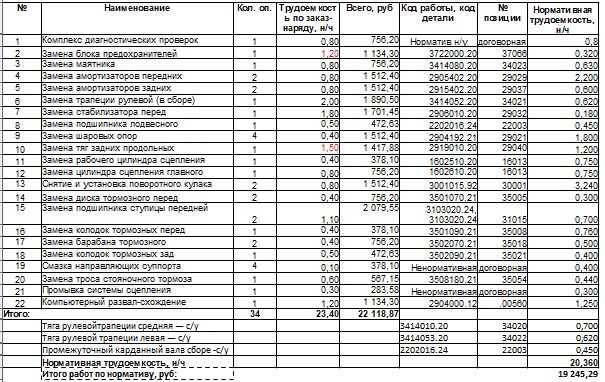 № Наименование Кол. оп. Трудоемкость по заказ-наряду, н/ч Всего, руб Код работы, код детали № позиции Нормативная трудоемкость, н/ч
1 Комплекс диагностических проверок 1 0,80 756,20 Норматив н/у договорная 0,8
2 Замена блока предохранителей 1 1,20 1 134,30 3722000.20 37066 0,320
3 Замена маятника 1 0,80 756,20 3414080.20 34023 0,630
4 Замена амортизаторов передних 2 0,80 1 512,40 2905402.20 29029 2,200
5 Замена амортизаторов задних 2 0,80 1 512,40 2915402.20 29037 0,600
6 Замена трапеции рулевой (в сборе) 1 2,00 1 890,50 3414052.20 34021 0,620
7 Замена стабилизатора перед 1 1,80 1 701,45 2906010.20 29032 0,180
8 Замена подшипника подвесного 1 0,50 472,63 2202016.24 22003 0,450
9 Замена шаровых опор 4 0,40 1 512,40 2904192.21 29021 1,800
10 Замена тяг задних продольных 1 1,50 1 417,88 2919010.20 29040 1,200
11 Замена рабочего цилиндра сцепления 1 0,40 378,10 1602510.20 16013 0,750
12 Замена цилиндра сцепления главного 1 0,80 756,20 1602610.20 16013 0,750
13 Снятие и установка поворотного кулака 2 0,80 1 512,40 3001015.92 30001 3,240
14 Замена диска тормозного перед 2 0,40 756,20 3501070.21 35005 0,300
15 Замена подшипника ступицы передней 2 1,10 2 079,55 3103020.24, 3103020.24 31015 0,700
16 Замена колодок тормозных перед 1 0,40 378,10 3501090.21 35008 0,760
17 Замена барабана тормозного 2 0,40 756,20 3502070.21 35018 0,500
18 Замена колодок тормозных зад 1 0,50 472,63 3502090.21 35021 0,400
19 Смазка направляющих суппорта 4 0,10 378,10 Ненормативная договорная 0,400
20 Замена троса стояночного тормоза 1 0,60 567,15 3508180.21 35054 0,440
21 Промывка системы сцепления 1 0,30 283,58 Ненормативная договорная 0,300
22 Компьютерный развал-схождение 1 1,20 1 134,30 2904000.12 .00560 1,250
Итого: 34 23,40 22 118,87
Тяга рулевойтрапеции средняя — с/у 3414010.20 34020 0,700
Тяга рулевой трапеции левая — с/у 3414053.20 34022 0,620
Промежуточный карданный вал сборе -с/у 2202016.24 22003 0,450
Нормативная трудоемкость, н/ч 20,360
Итого работ по нормативу, руб: 19 245,29